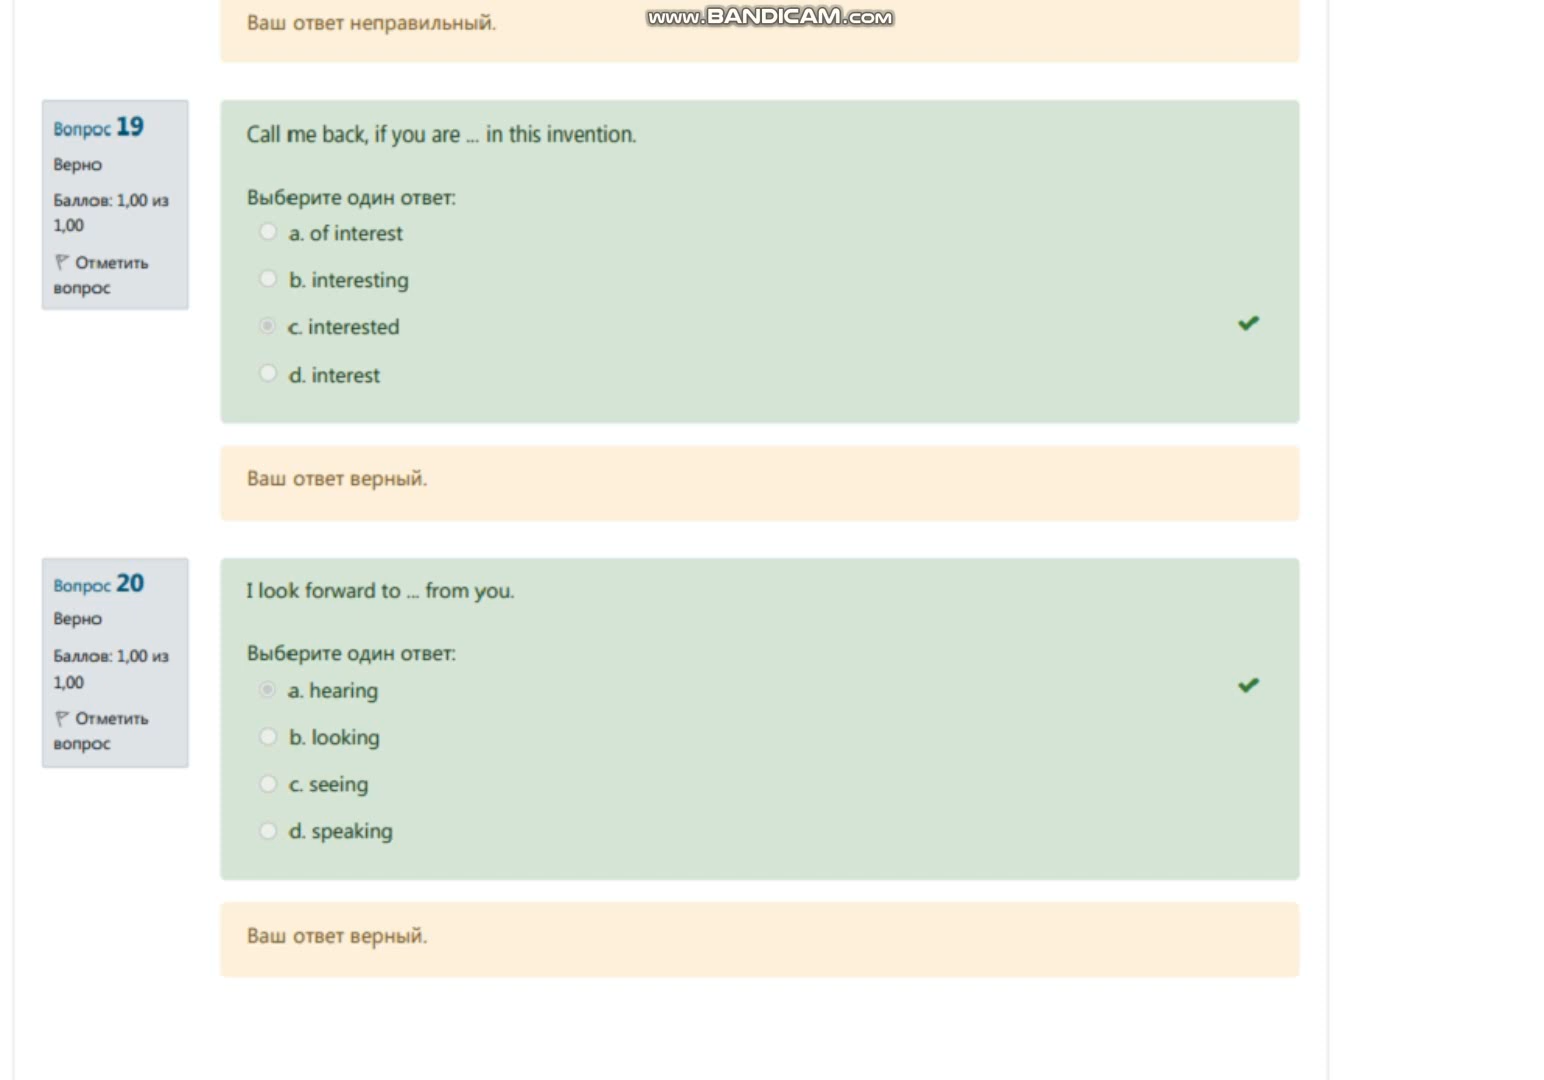 Ваш ответ неправильный.
www.BANDICAM.com
Вопрос 19
Верно
Баллов: 1,00 из
1,00
Отметить
вопрос
Call me back, if you are ... in this invention.
Выберите один ответ:
a. of interest
b. interesting
c. interested
d. interest
Ваш ответ верный.
Вопрос 20
Верно
Баллов: 1,00 из
1,00
Отметить
вопрос
I look forward to ... from you.
Выберите один ответ:
a. hearing
b. looking
c. seeing
d. speaking
Ваш ответ верный.